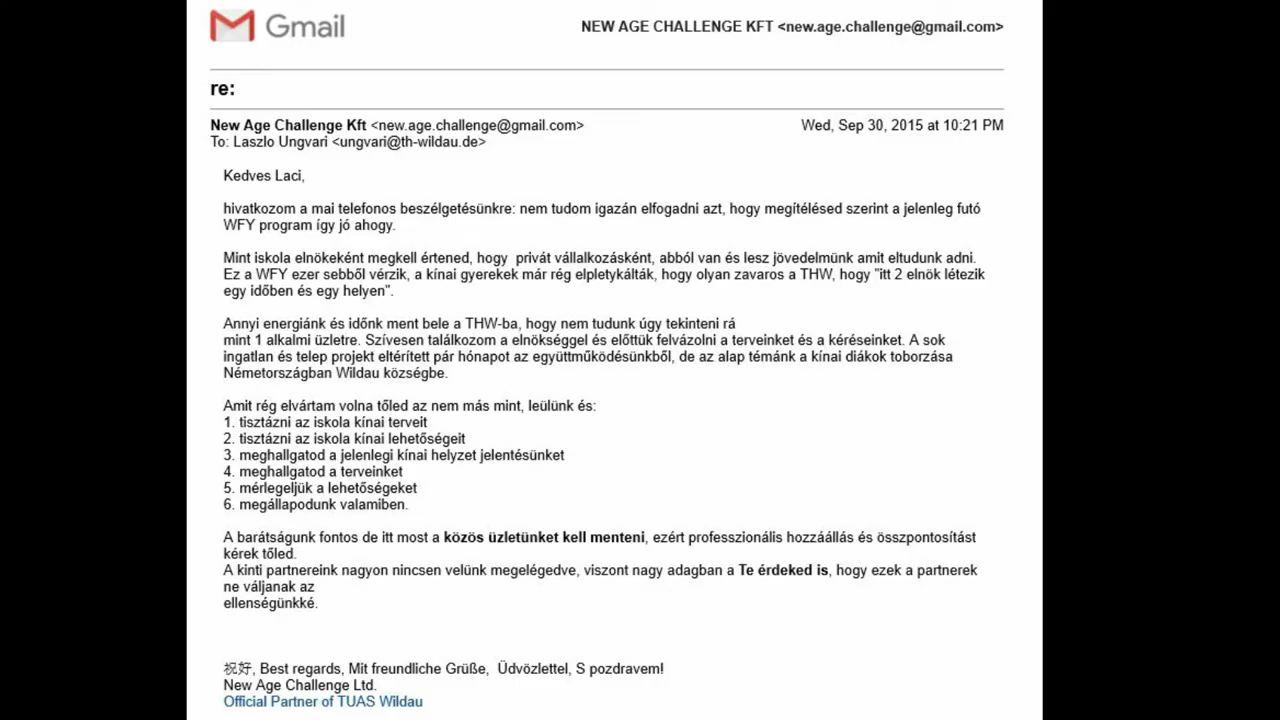 Gmail
NEW AGE CHALLENGE KFT <new.age.challenge@gmail.com>
re:
New Age Challenge Kft <new.age.challenge@gmail.com>
Wed, Sep 30, 2015 at 10:21 PM
To: Laszlo Ungvari <ungvari@th-wildau.de>
Kedves Laci,
hivatkozom a mai telefonos beszélgetésünkre: nem tudom igazán elfogadni azt, hogy megítélésed szerint a jelenleg futó
WFY program így jó ahogy.
Mint iskola elnökeként megkell értened, hogy privát vállalkozásként, abból van és lesz jövedelmünk amit eltudunk adni.
Ez a WFY ezer sebből vérzik, a kínai gyerekek már rég elpletykálták, hogy olyan zavaros a THW, hogy "itt 2 elnök létezik
egy időben és egy helyen".
Annyi energiánk és időnk ment bele a THW-ba, hogy nem tudunk úgy tekinteni rá
mint 1 alkalmi üzletre. Szívesen találkozom a elnökséggel és előttük felvázolni a terveinket és a kéréseinket. A sok
ingatlan és telep projekt eltérített pár hónapot az együttműködésünkből, de az alap témánk a kínai diákok toborzása
Németországban Wildau községbe.
Amit rég elvártam volna tőled az nem más mint, leülünk és:
1. tisztázni az iskola kínai terveit
2. tisztázni az iskola kínai lehetőségeit
3. meghallgatod a jelenlegi kínai helyzet jelentésünket
4. meghallgatod a terveinket
5. mérlegeljük a lehetőségeket
6. megállapodunk valamiben.
A barátságunk fontos de itt most a közös üzletünket kell menteni, ezért professzionális hozzáállás és összpontosítást
kérek tőled.
A kinti partnereink nagyon nincsen velünk megelégedve, viszont nagy adagban a Te érdeked is, hogy ezek a partnerek
ne váljanak az
ellenségünkké.
祝好, Best regards, Mit freundliche Grüße, Üdvözlettel, S pozdravem!
New Age Challenge Ltd.
Official Partner of TUAS Wildau